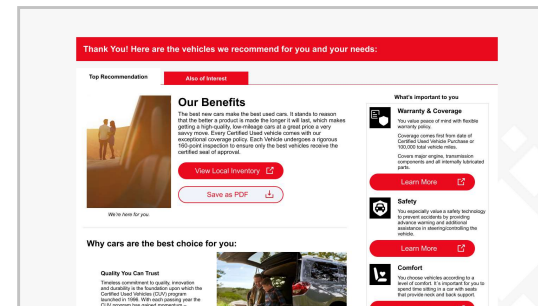 Thank You! Here are the vehicles we recommend for you and your needs:
Top Recommendation
Also of Interest
Our Benefits
The best new cars make the best used cars. It stands to reason
that the better a product is made the longer it will last, which makes
getting a high-quality, low-mileage cars at a great price a very
savvy move. Every Certified Used Vehicle comes with our
exceptional coverage policy. Each Vehicle undergoes a rigorous
160-point inspection to ensure only the best vehicles receive the
certified seal of approval.
View Local Inventory
Save as PDF
We're here for you.
Why cars are the best choice for you:
Quality You Can Trust
Timeless commitment to quality, innovation
and durability is the foundation upon which the
Certified Used Vehicles (CUV) program
launched in 1996. With each passing year the
CUV program has gained momentum –
What's important to you
Warranty & Coverage
You value peace of mind with flexible
warranty policy.
Coverage comes first from date of
Certified Used Vehicle Purchase or
100,000 total vehicle miles.
Covers major engine, transmission
components and all internally lubricated
parts.
Learn More
Safety
You especially value a safety technology
to prevent accidents by providing
advance warning and additional
assistance in steering/controlling the
vehicle.
Learn More
Comfort
You choose vehicles according to a
level of comfort. It's important for you to
spend time sitting in a car with seats
that provide neck and back support.